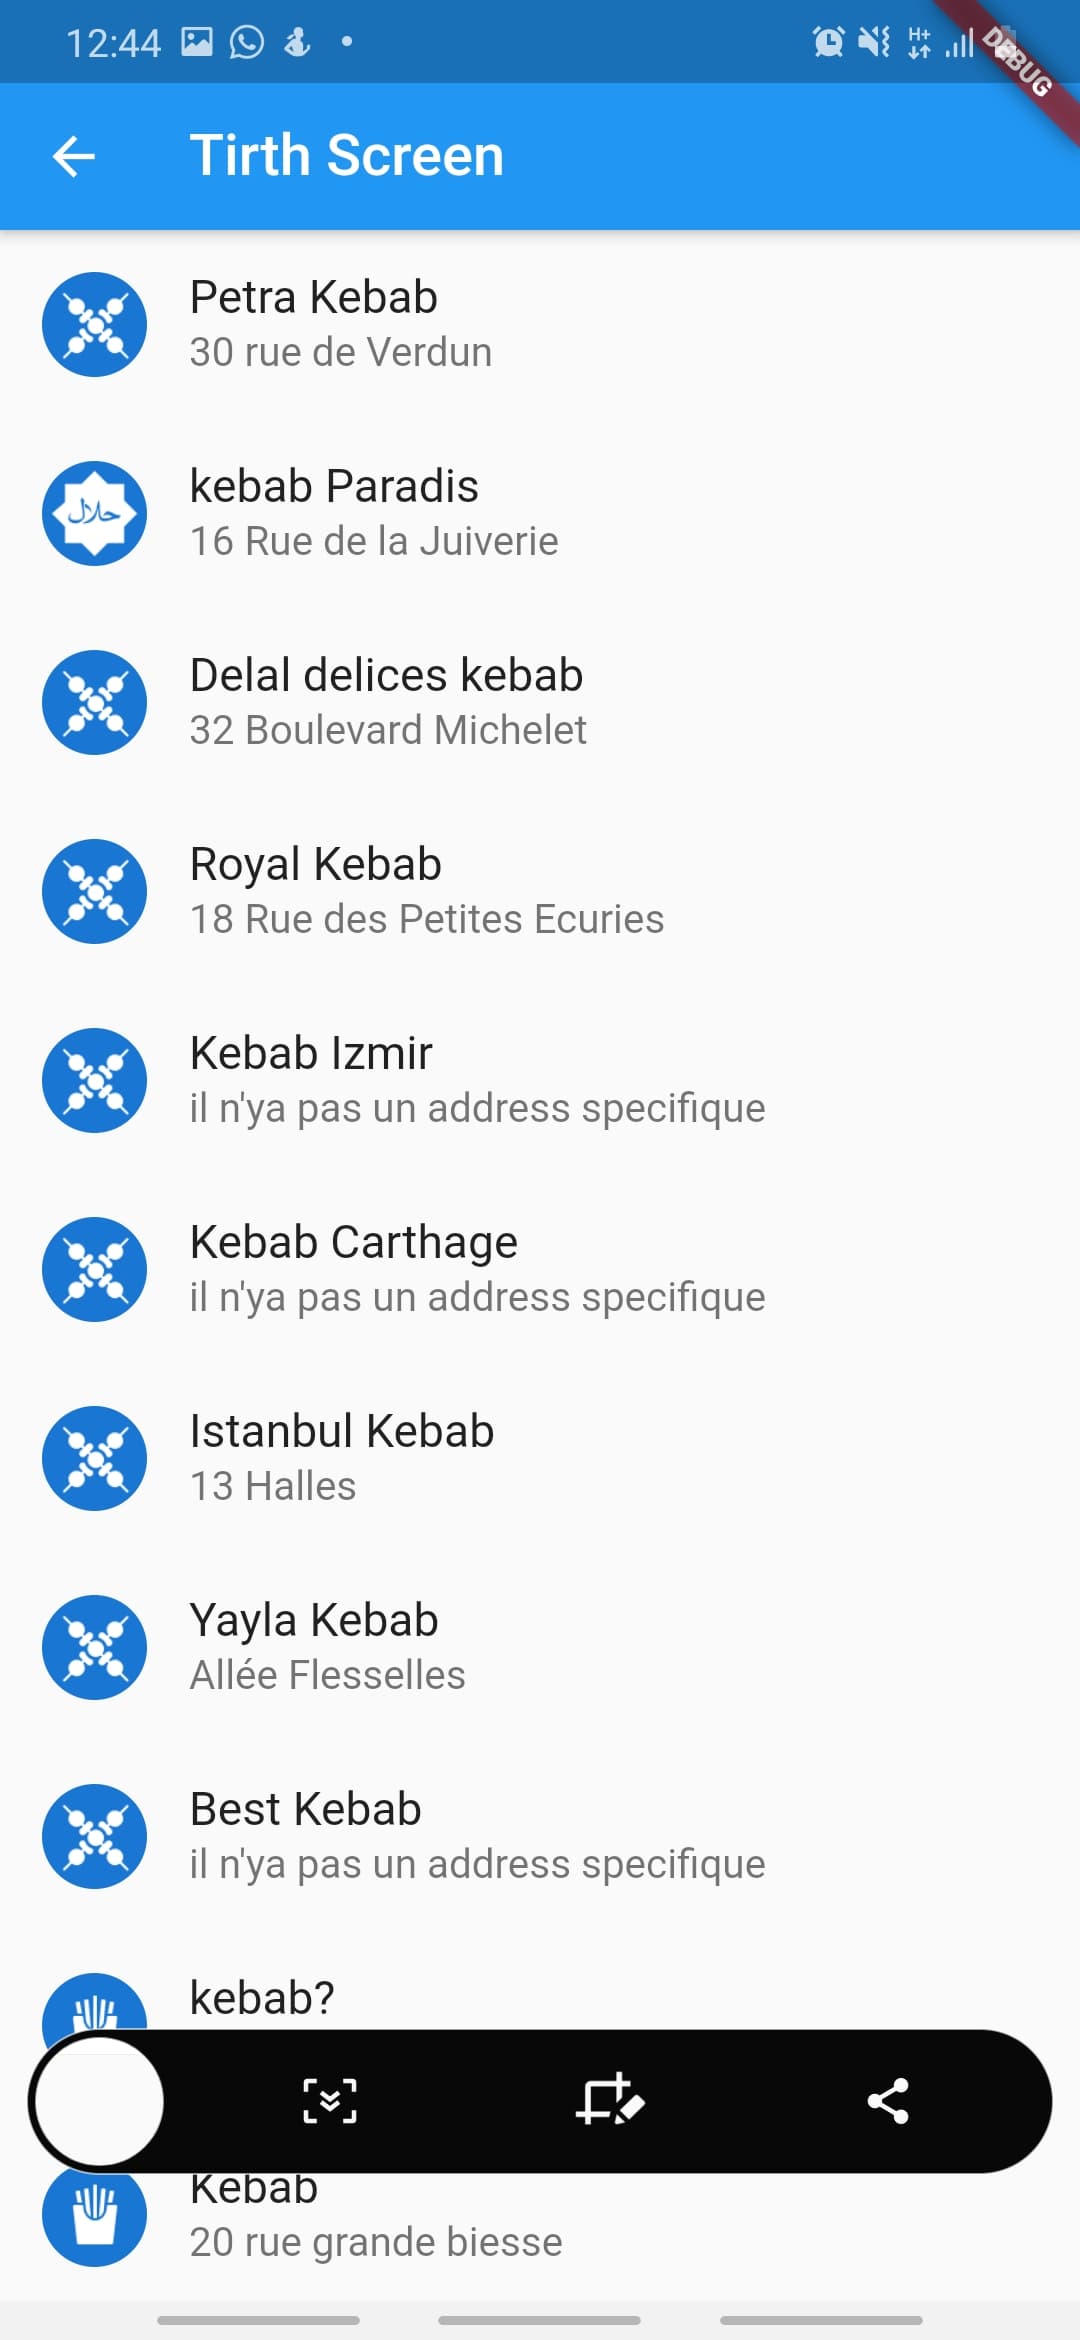 12:44
H+
DEBUG
Tirth Screen
Petra Kebab
30 rue de Verdun
kebab Paradis
حلال
16 Rue de la Juiverie
Delal delices kebab
32 Boulevard Michelet
Royal Kebab
18 Rue des Petites Ecuries
Kebab Izmir
il n'ya pas un address specifique
Kebab Carthage
il n'ya pas un address specifique
Istanbul Kebab
13 Halles
Yayla Kebab
Allée Flesselles
Best Kebab
il n'ya pas un address specifique
kebab?
Kebab
20 rue grande biesse